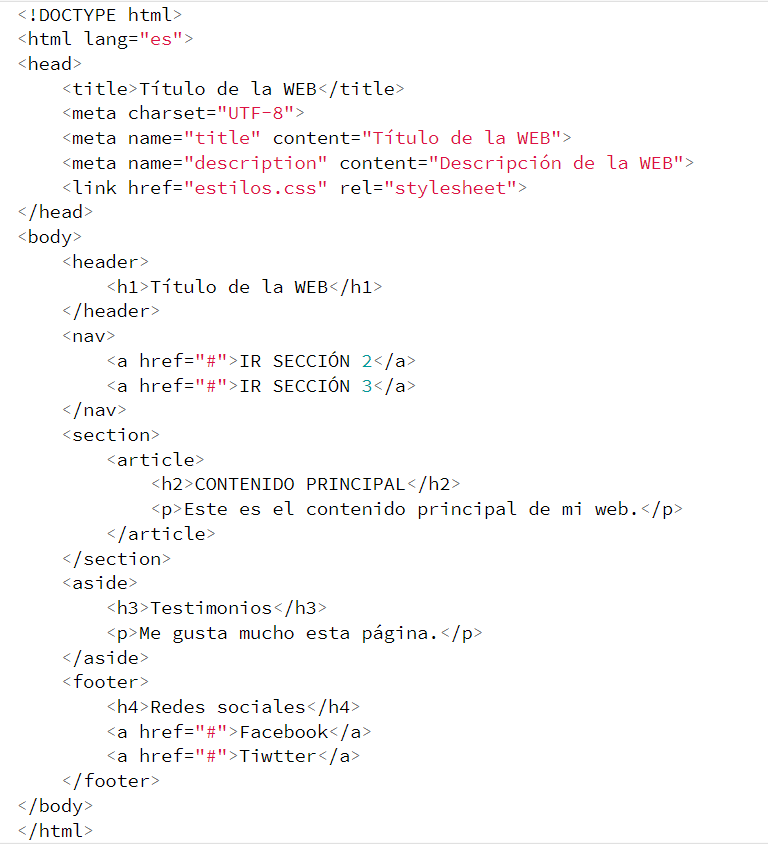 <!DOCTYPE html>
<html lang="es">
<head>
    <title>Título de la WEB</title>
    <meta charset="UTF-8">
    <meta name="title" content="Título de la WEB">
    <meta name="description" content="Descripción de la WEB">
    <link href="estilos.css" rel="stylesheet">
</head>
<body>
    <header>
        <h1>Título de la WEB</h1>
    </header>
    <nav>
        <a href="#">IR SECCIÓN 2</a>
        <a href="#">IR SECCIÓN 3</a>
    </nav>
    <section>
        <article>
            <h2>CONTENIDO PRINCIPAL</h2>
            <p>Este es el contenido principal de mi web.</p>
        </article>
    </section>
    <aside>
        <h3>Testimonios</h3>
        <p>Me gusta mucho esta página.</p>
    </aside>
    <footer>
        <h4>Redes sociales</h4>
        <a href="#">Facebook</a>
        <a href="#">Tiwtter</a>
    </footer>
</body>
</html>